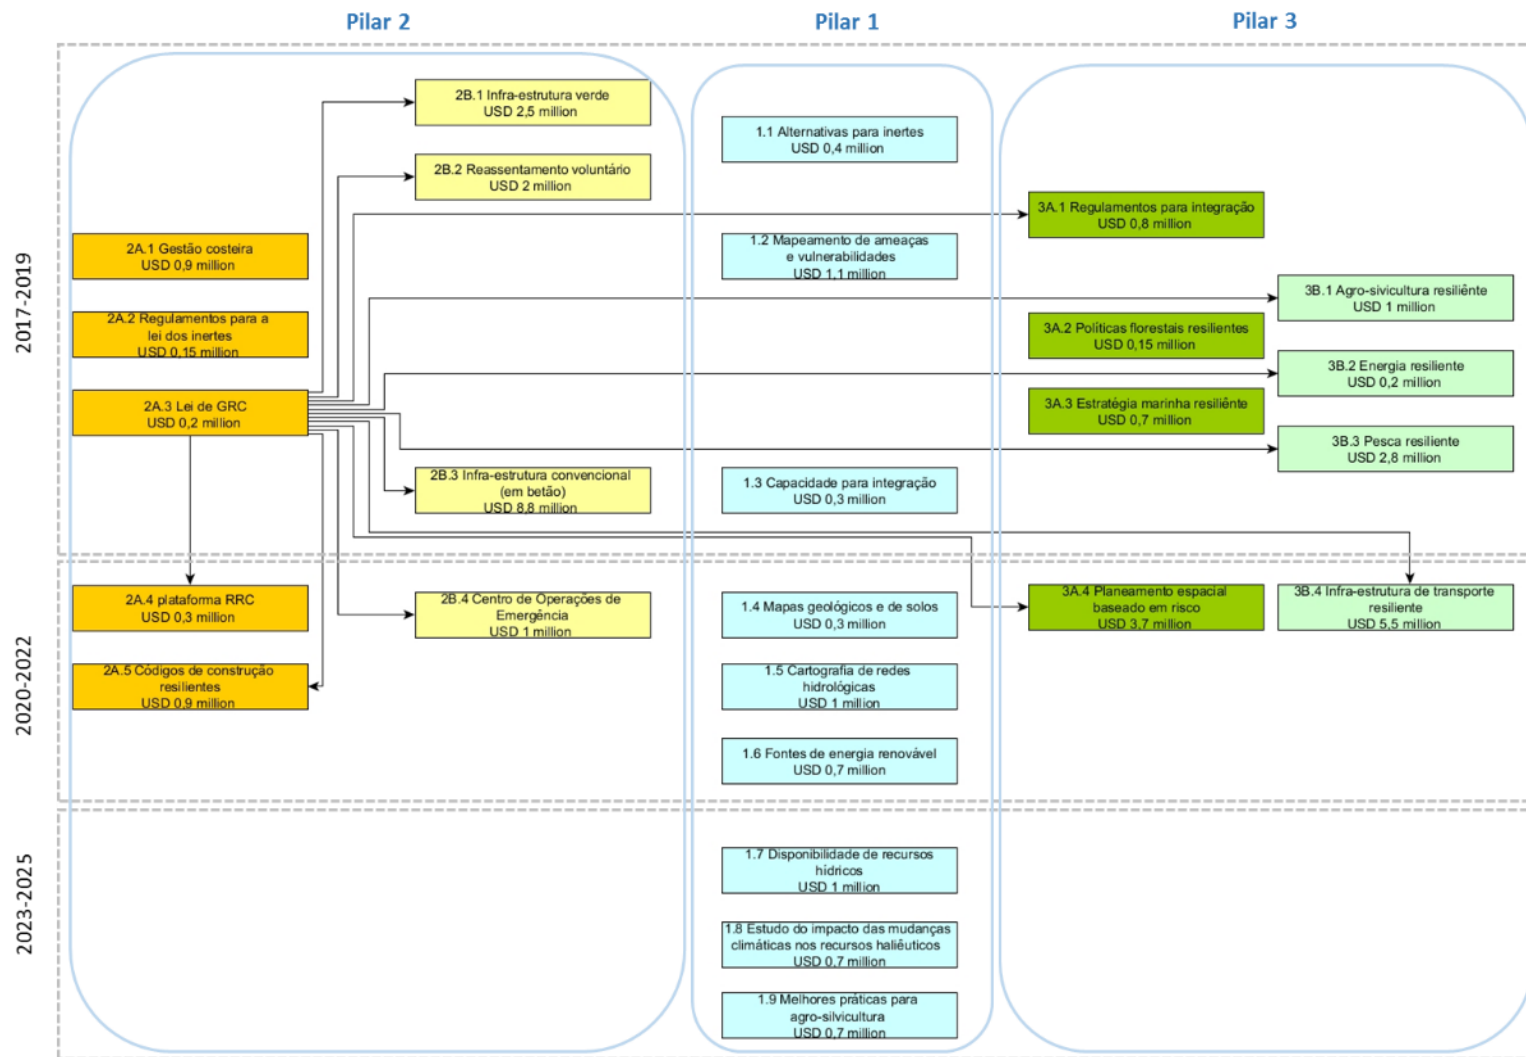 Pilar 2
Pilar 1
Pilar 3
2017-2019
2B.1 Infra-estrutura verde
USD 2,5 million
2B.2 Reassentamento voluntário
USD 2 million
2A.1 Gestão costeira
USD 0,9 million
2A.2 Regulamentos para a
lei dos inertes
USD 0,15 million
2A.3 Lei de GRC
USD 0,2 million
2B.3 Infra-estrutura convencional
(em betão)
USD 8,8 million
1.1 Alternativas para inertes
USD 0,4 million
1.2 Mapeamento de ameaças
e vulnerabilidades
USD 1,1 million
1.3 Capacidade para integração
USD 0,3 million
3A.1 Regulamentos para integração
USD 0,8 million
3B.1 Agro-sivicultura resiliênte
USD 1 million
3A.2 Políticas florestais resilientes
USD 0,15 million
3B.2 Energia resiliente
USD 0,2 million
3A.3 Estratégia marinha resiliênte
USD 0,7 million
3B.3 Pesca resiliente
USD 2,8 million
2020-2022
2A.4 plataforma RRC
USD 0,3 million
2B.4 Centro de Operações de
Emergência
USD 1 million
2A.5 Códigos de construção
resilientes
USD 0,9 million
1.4 Mapas geológicos e de solos
USD 0,3 million
1.5 Cartografia de redes
hidrológicas
USD 1 million
1.6 Fontes de energia renovável
USD 0,7 million
3A.4 Planeamento espacial
baseado em risco
USD 3,7 million
3B.4 Infra-estrutura de transporte
resiliente
USD 5,5 million
2023-2025
1.7 Disponibilidade de recursos
hídricos
USD 1 million
1.8 Estudo do impacto das mudanças
climáticas nos recursos haliêuticos
USD 0,7 million
1.9 Melhores práticas para
agro-silvicultura
USD 0,7 million